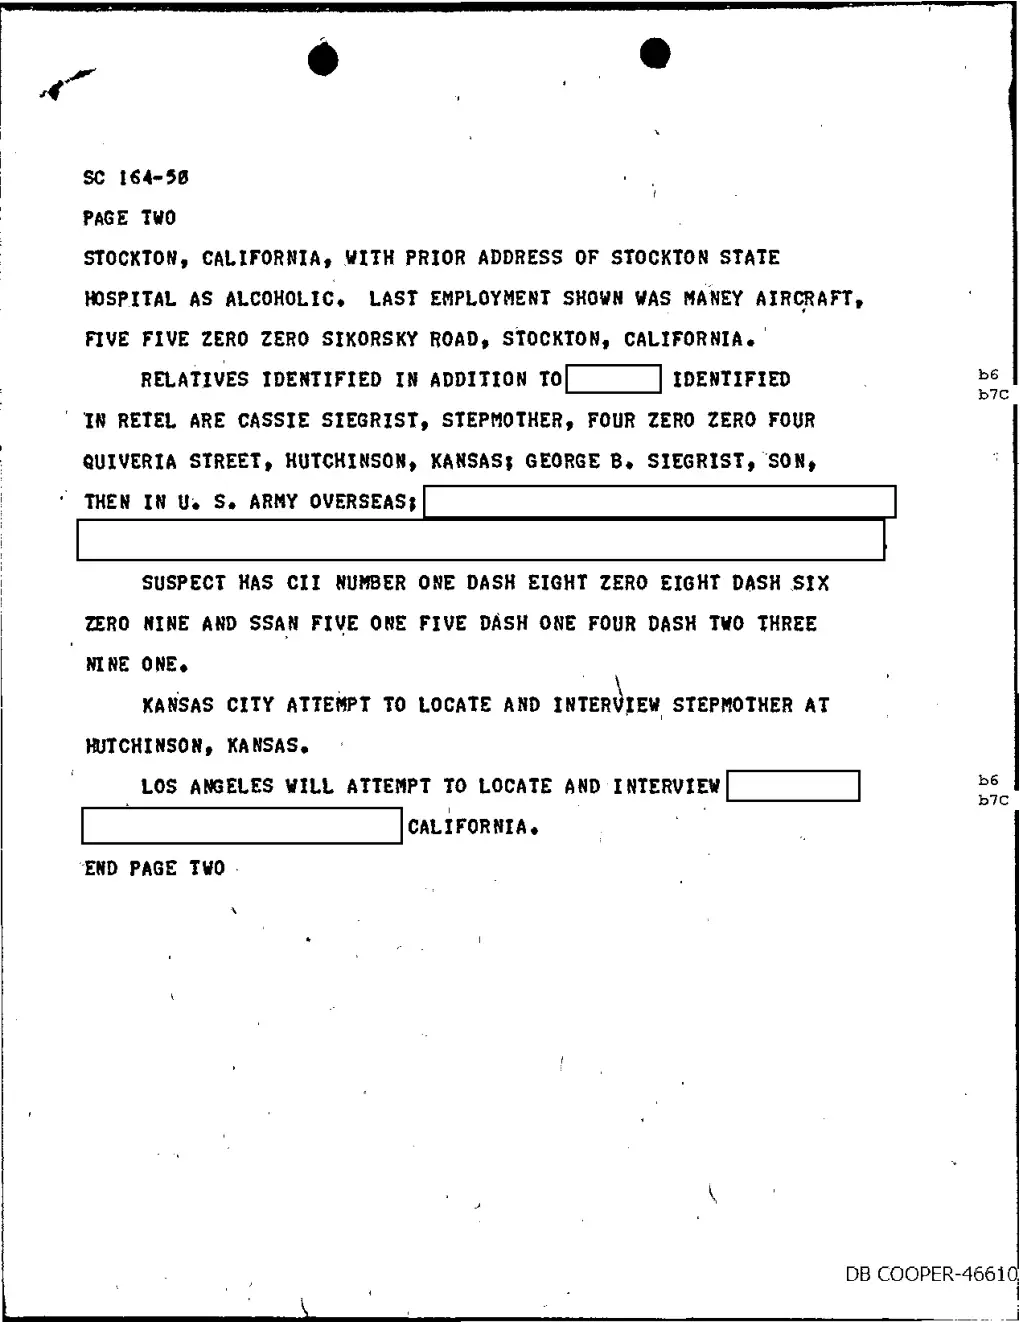 SC 164-50
PAGE TWO
STOCKTON, CALIFORNIA, WITH PRIOR ADDRESS OF STOCKTON STATE
HOSPITAL AS ALCOHOLIC. LAST EMPLOYMENT SHOWN WAS MANEY AIRCRAFT,
FIVE FIVE ZERO ZERO SIKORSKY ROAD, STOCKTON, CALIFORNIA.
RELATIVES IDENTIFIED IN ADDITION TO IDENTIFIED
b6
b7C
IN RETEL ARE CASSIE SIEGRIST, STEPMOTHER, FOUR ZERO ZERO FOUR
QUIVERIA STREET, HUTCHINSON, KANSAS; GEORGE B. SIEGRIST, SON,
THEN IN U. S. ARMY OVERSEAS;
.
SUSPECT HAS CII NUMBER ONE DASH EIGHT ZERO EIGHT DASH SIX
ZERO NINE AND SSAN FIVE ONE FIVE DASH ONE FOUR DASH TWO THREE
NINE ONE.
KANSAS CITY ATTEMPT TO LOCATE AND INTERVIEW STEPMOTHER AT
HUTCHINSON, KANSAS.
LOS ANGELES WILL ATTEMPT TO LOCATE AND INTERVIEW
b6
b7C
CALIFORNIA.
END PAGE TWO
DB COOPER-46610